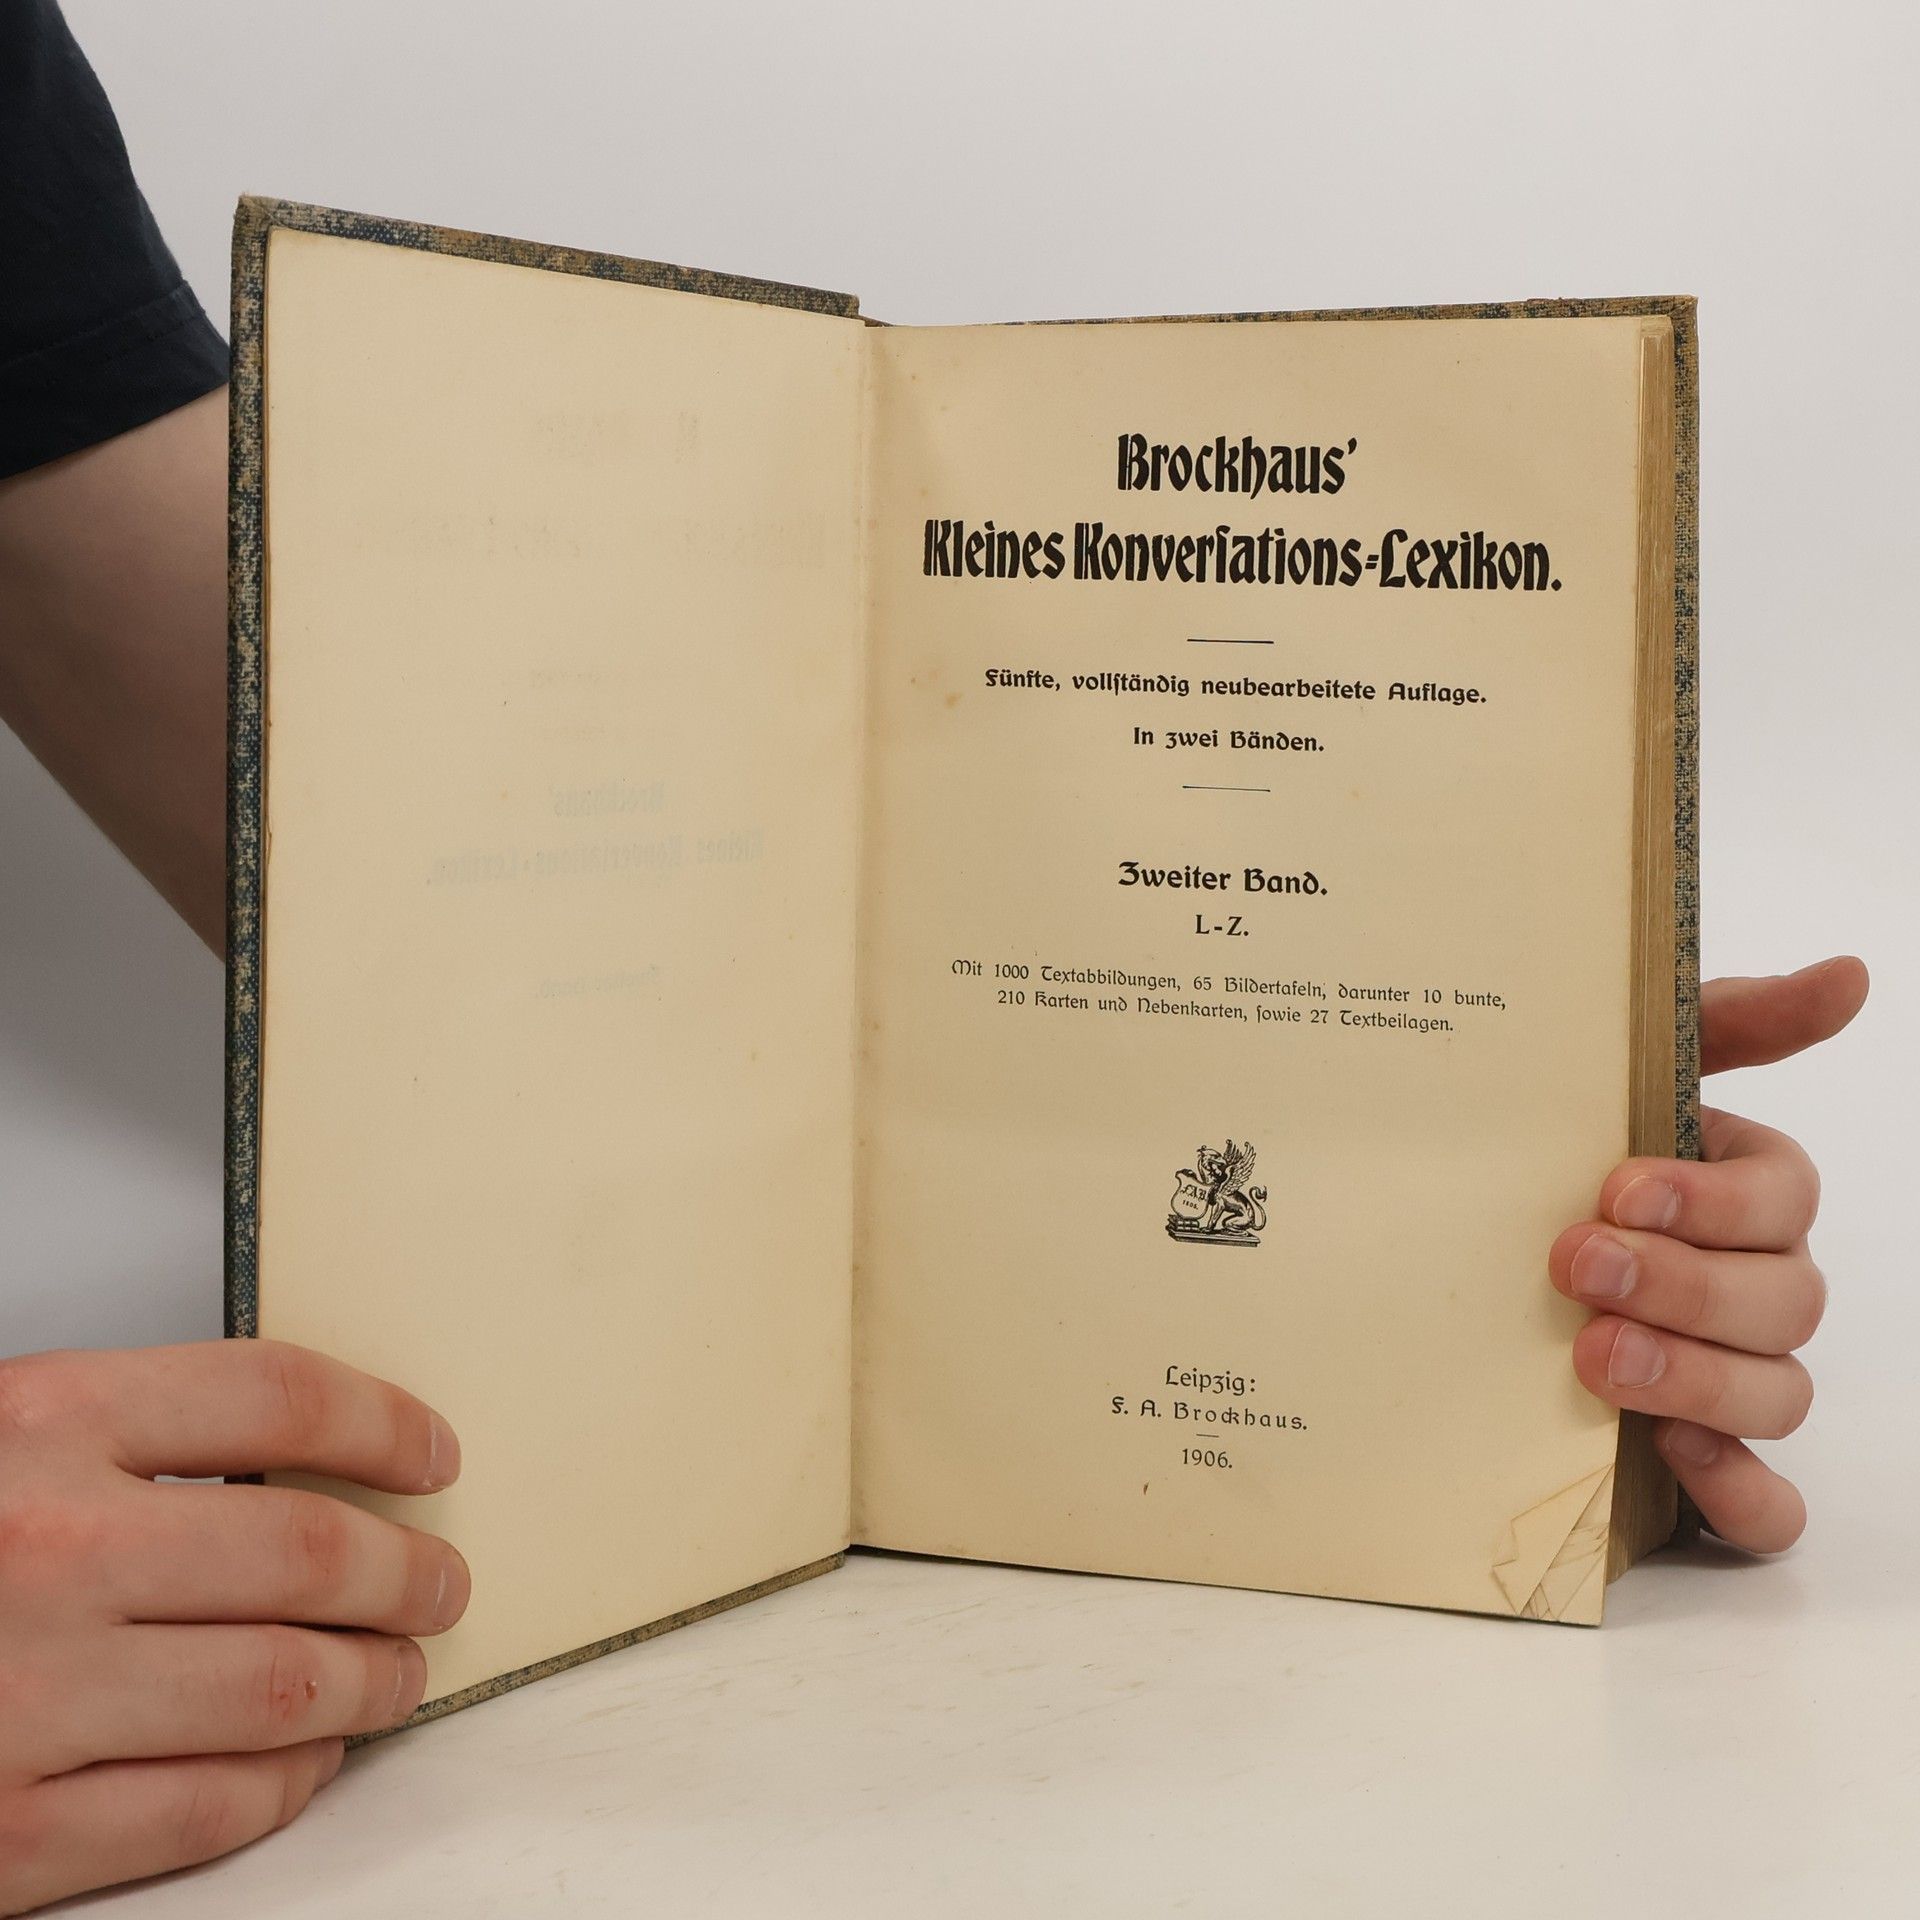 Brockhaus'
Kleines Konverſations-Lexikon.
Fünfte, vollſtändig neubearbeitete Auflage.
In zwei Bänden.
Zweiter Band.
L-Z.
Mit 1000 Textabbildungen, 65 Bildertafeln, darunter 10 bunte,
210 Karten und Nebenkarten, ſowie 27 Textbeilagen.
F.A.B.
Leipzig:
F. A. Brockhaus.
1906.